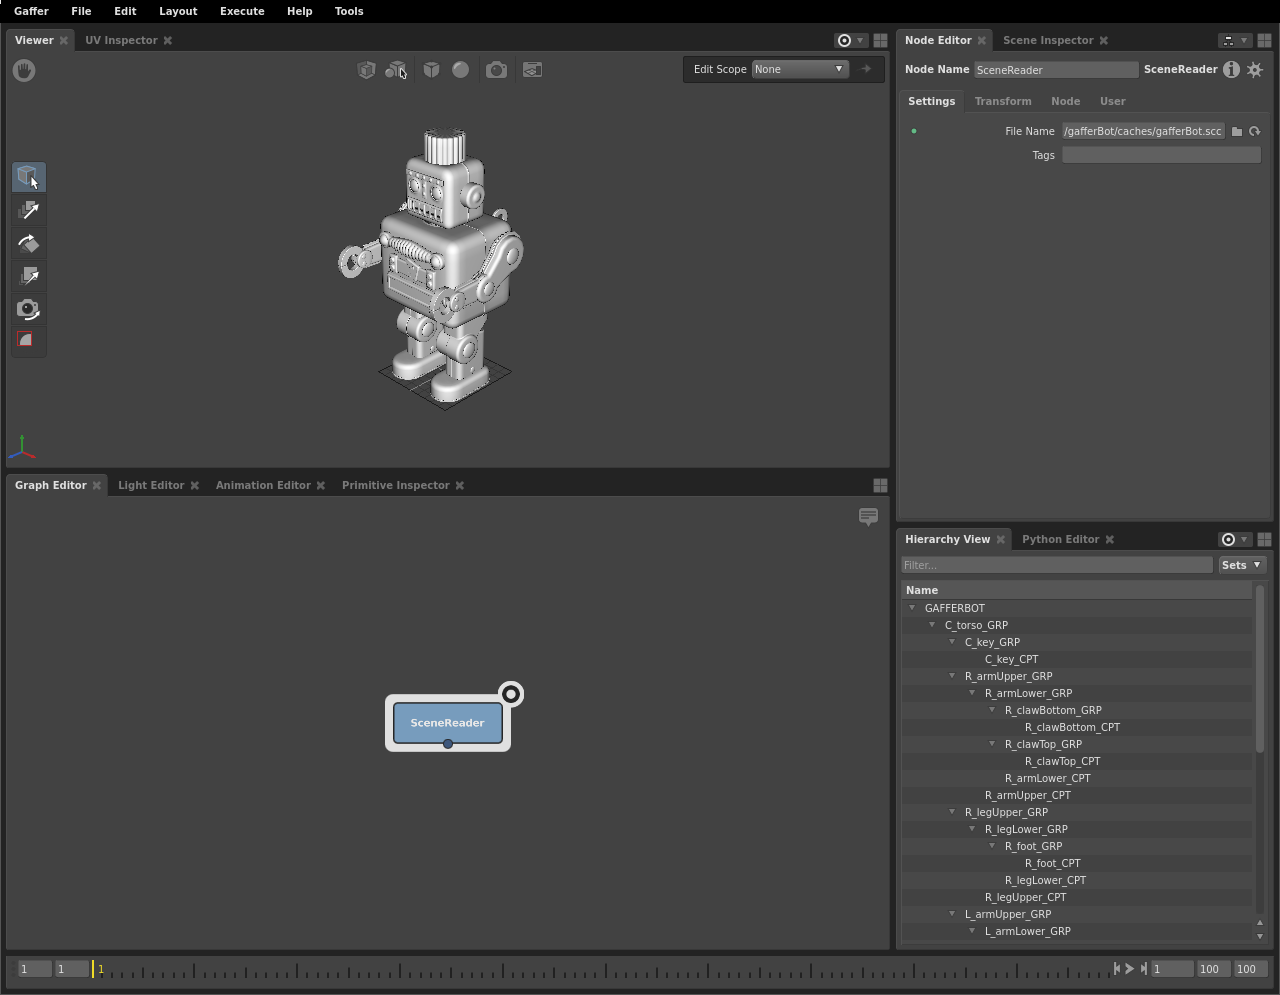 Gaffer File Edit Layout Execute Help Tools
Viewer UV Inspector
Node Editor Scene Inspector
Edit Scope None
Node Name SceneReader SceneReader
Settings Transform Node User
File Name /gafferBot/caches/gafferBot.scc
Tags
Graph Editor Light Editor Animation Editor Primitive Inspector
SceneReader
Hierarchy View Python Editor
Filter... Sets
Name
GAFFERBOT
C_torso_GRP
C_key_GRP
C_key_CPT
R_armUpper_GRP
R_armLower_GRP
R_clawBottom_GRP
R_clawBottom_CPT
R_clawTop_GRP
R_clawTop_CPT
R_armLower_CPT
R_armUpper_CPT
R_legUpper_GRP
R_legLower_GRP
R_foot_GRP
R_foot_CPT
R_legLower_CPT
R_legUpper_CPT
L_armUpper_GRP
L_armLower_GRP
1 1 1 1 100 100